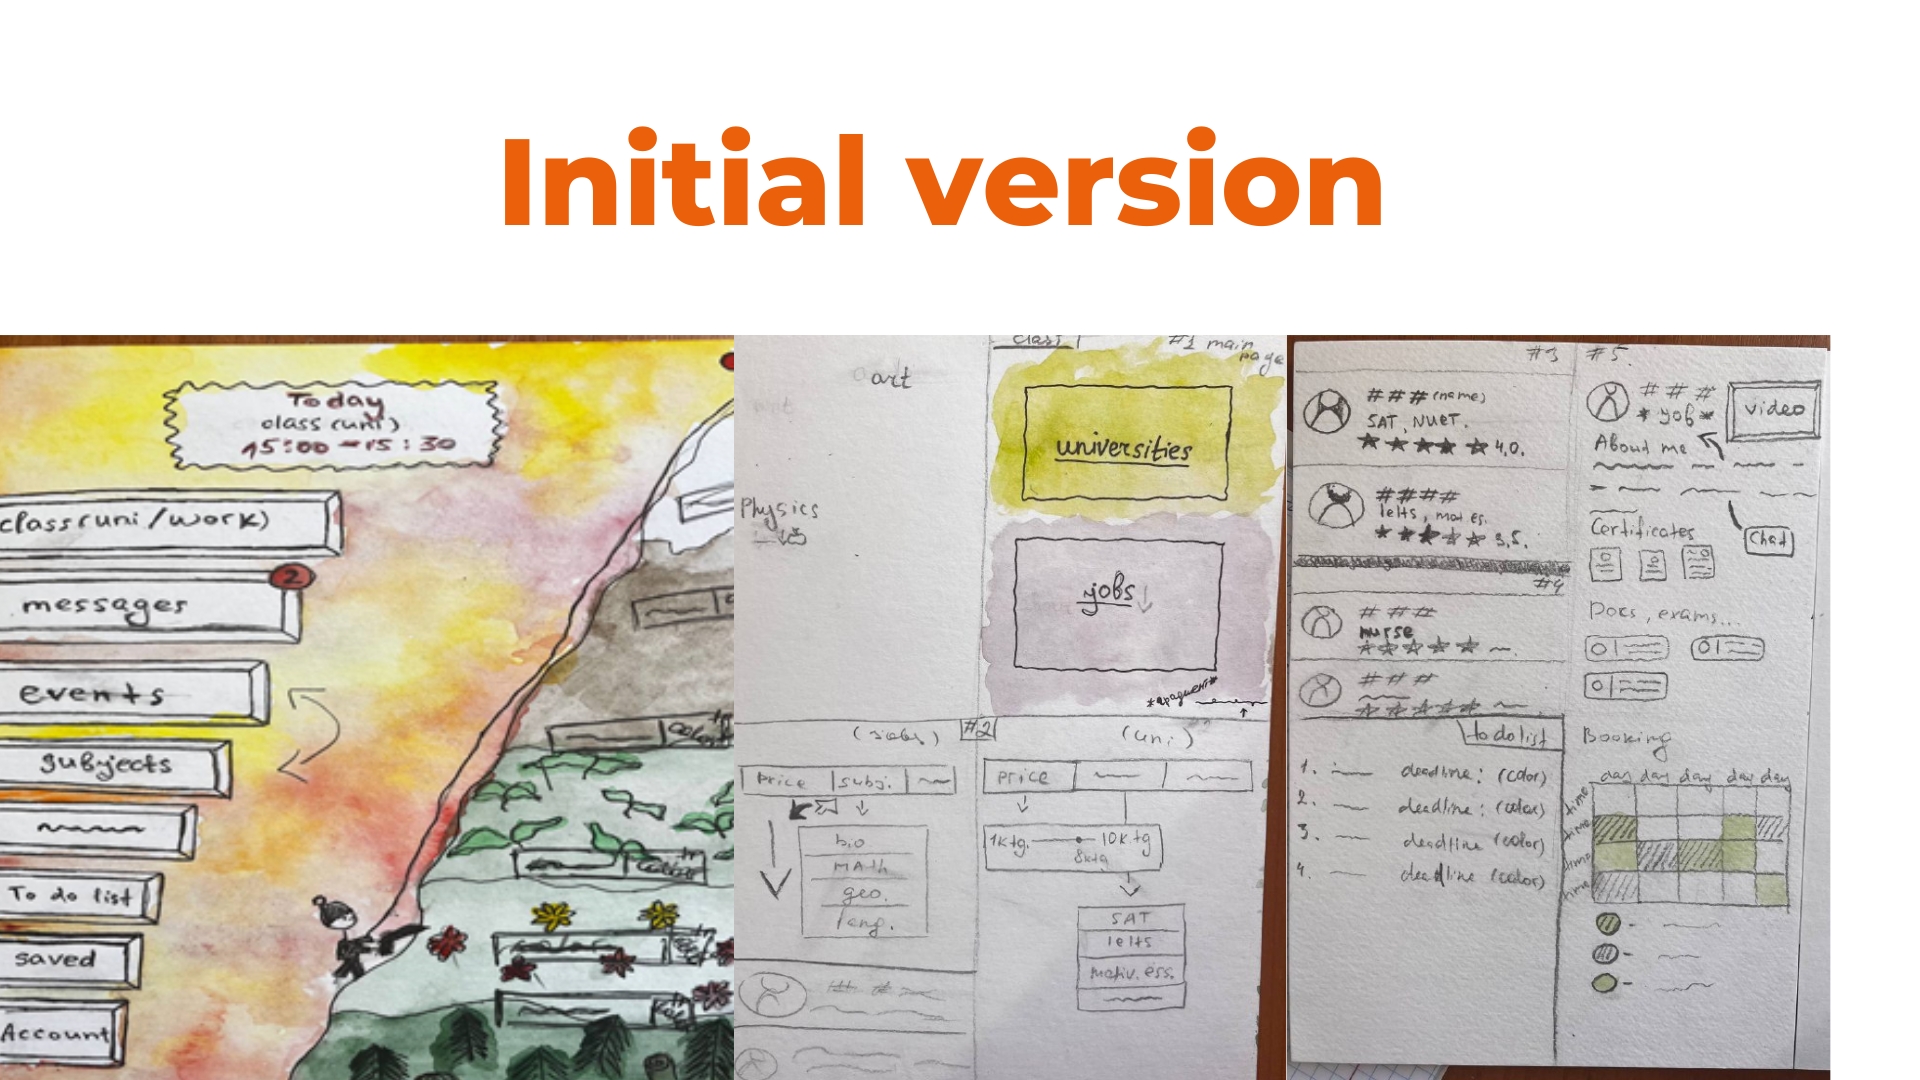 Initial version
Today
class (uni)
15:00 - 15:30
class (uni/work)
2
messages
events
subjects
To do list
saved
Account
class 1
#1 main
page
art
Physics
universities
jobs
(jobs)
#2
(uni)
price
subj.
price
bio
MATH
geo.
lang.
1k tg.
10k tg
8ktg
SAT
Ielts
motiv. ess.
#3
###(name)
SAT, NUET.
4,0.
####
Ielts, mot es.
3,5.
#4
###
nurse
###
to do list
1. deadline: (color)
2. deadline: (color)
3. deadline (color)
4. deadline (color)
#5
###
*job*
video
About me
Chat
Certificates
Docs, exams...
Booking
day day day day day
time
time
time
time